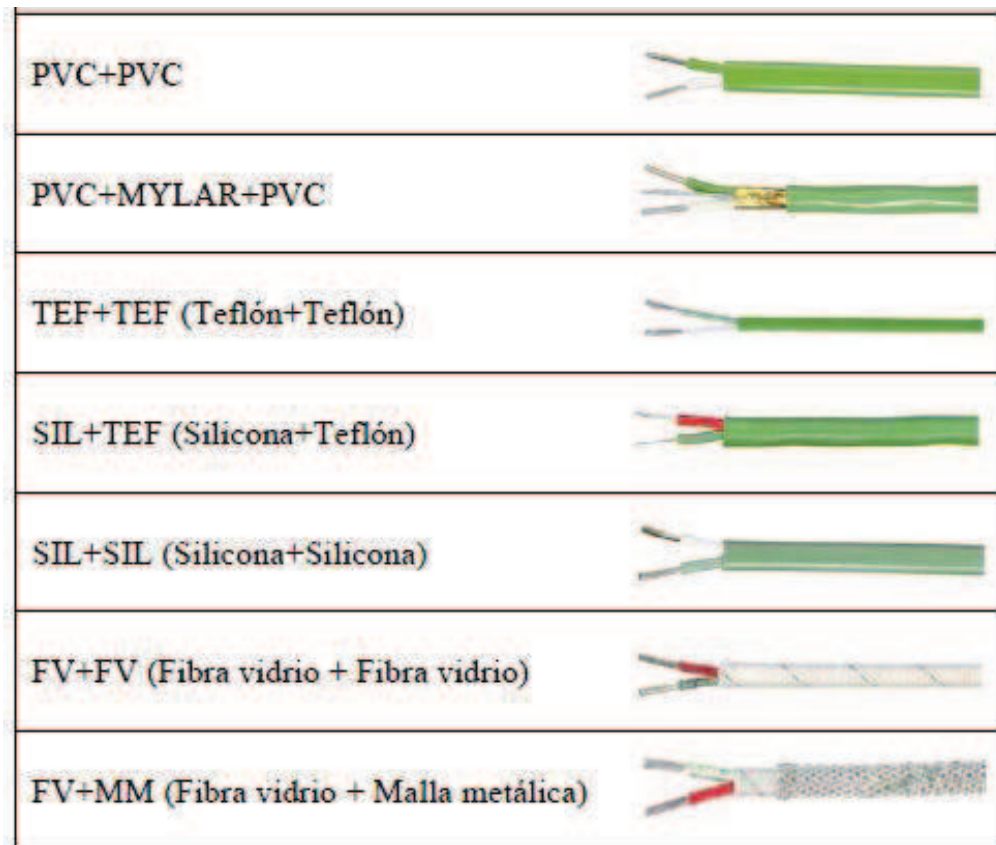 PVC+PVC
PVC+MYLAR+PVC
TEF+TEF (Teflón+Teflón)
SIL+TEF (Silicona+Teflón)
SIL+SIL (Silicona+Silicona)
FV+FV (Fibra vidrio + Fibra vidrio)
FV+MM (Fibra vidrio + Malla metálica)